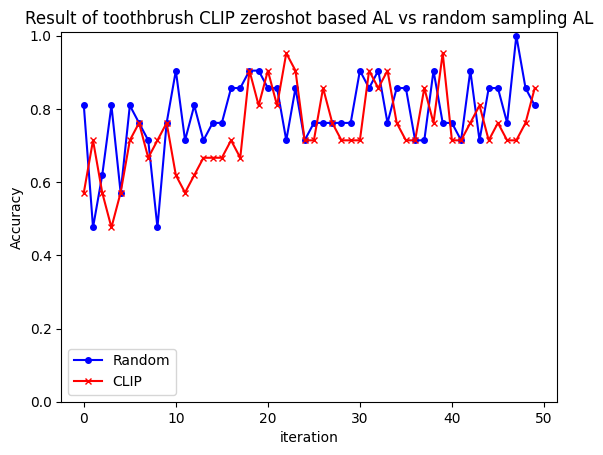 Result of toothbrush CLIP zeroshot based AL vs random sampling AL
Accuracy
1.0
0.8
0.6
0.4
0.2
0.0
Random
CLIP
0 10 20 30 40 50
iteration